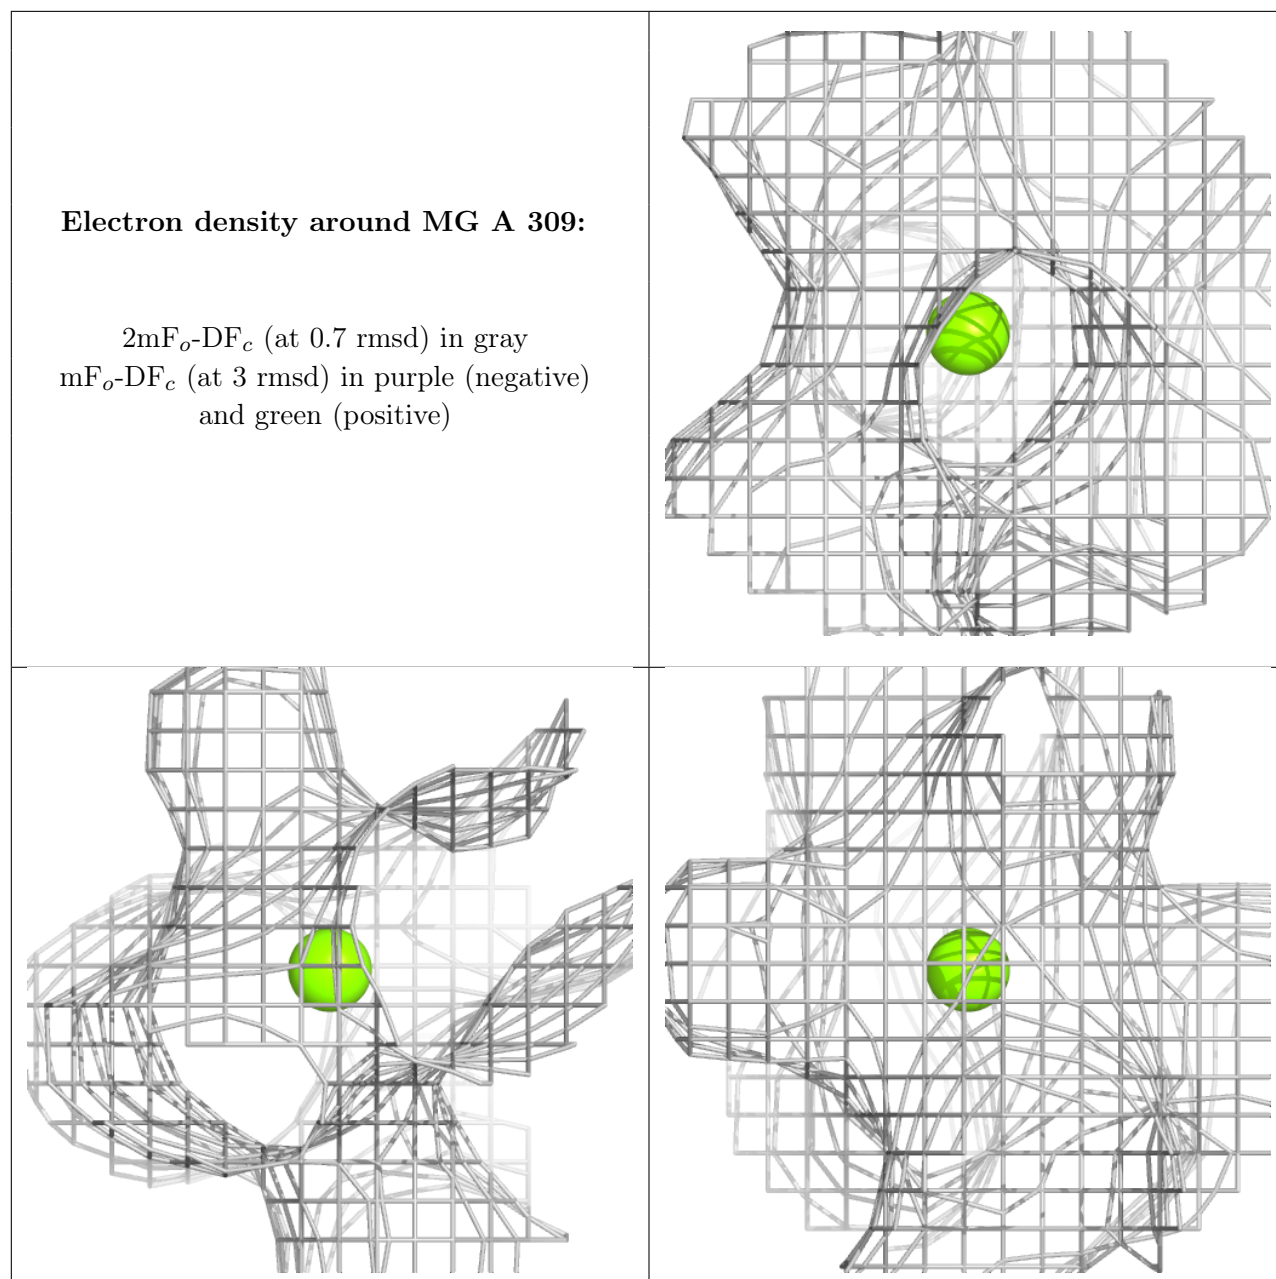 Electron density around MG A 309:
2mFo-DFc (at 0.7 rmsd) in gray
mFo-DFc (at 3 rmsd) in purple (negative)
and green (positive)